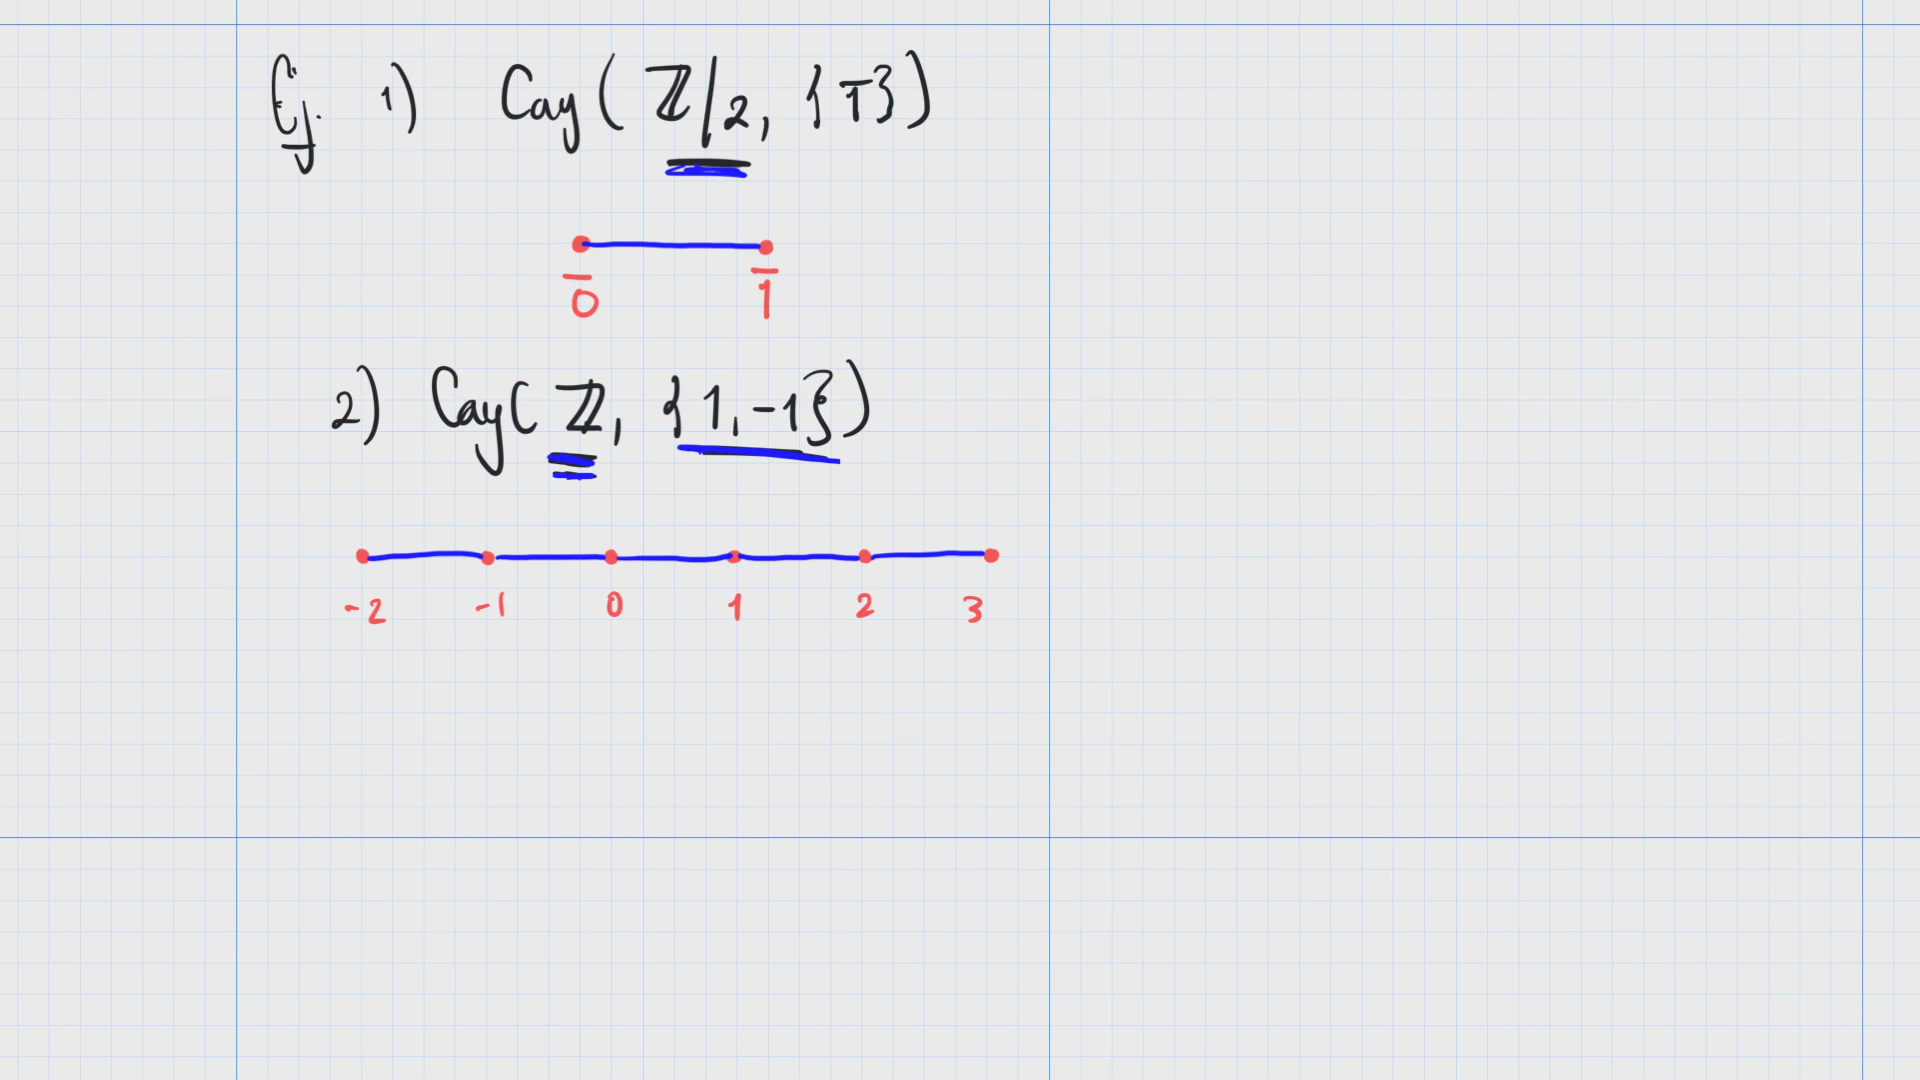 Ej. 1) Cay(ℤ/2, {1̅})
0̅ 1̅
2) Cay(ℤ, {1,-1})
-2 -1 0 1 2 3